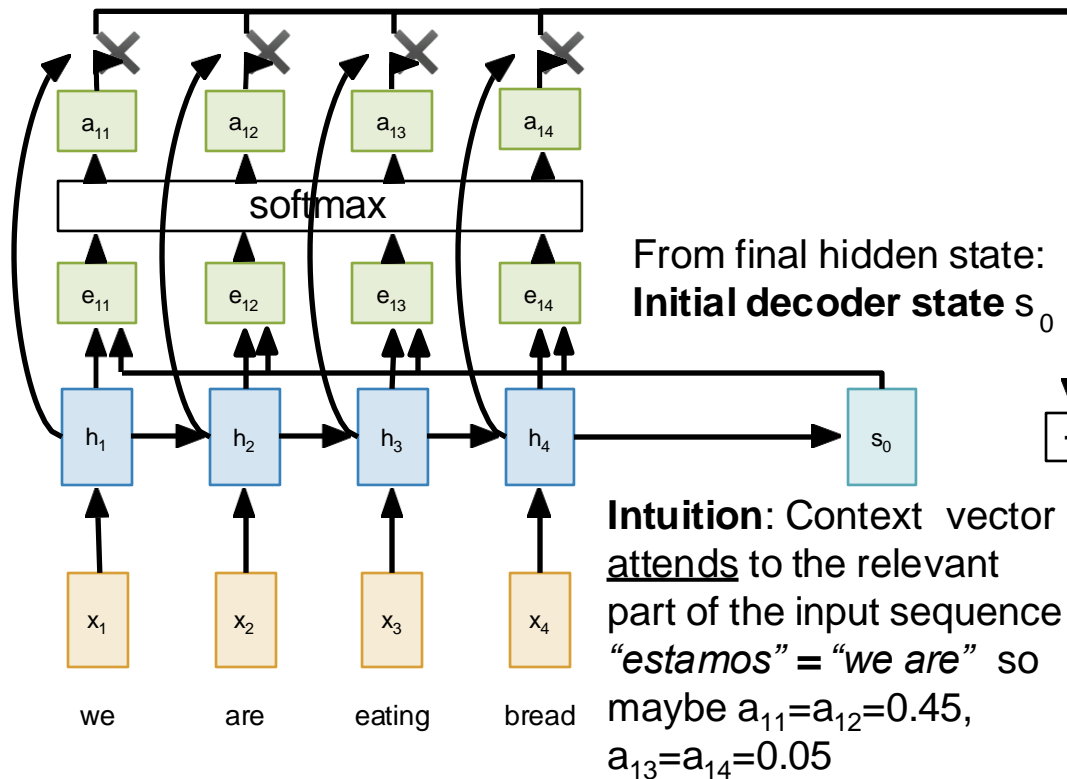 a₁₁ a₁₂ a₁₃ a₁₄
softmax
From final hidden state:
e₁₁ e₁₂ e₁₃ e₁₄
Initial decoder state s₀
h₁ h₂ h₃ h₄ s₀
Intuition: Context vector
attends to the relevant
x₁ x₂ x₃ x₄
part of the input sequence
“estamos” = “we are” so
we are eating bread
maybe a₁₁=a₁₂=0.45,
a₁₃=a₁₄=0.05